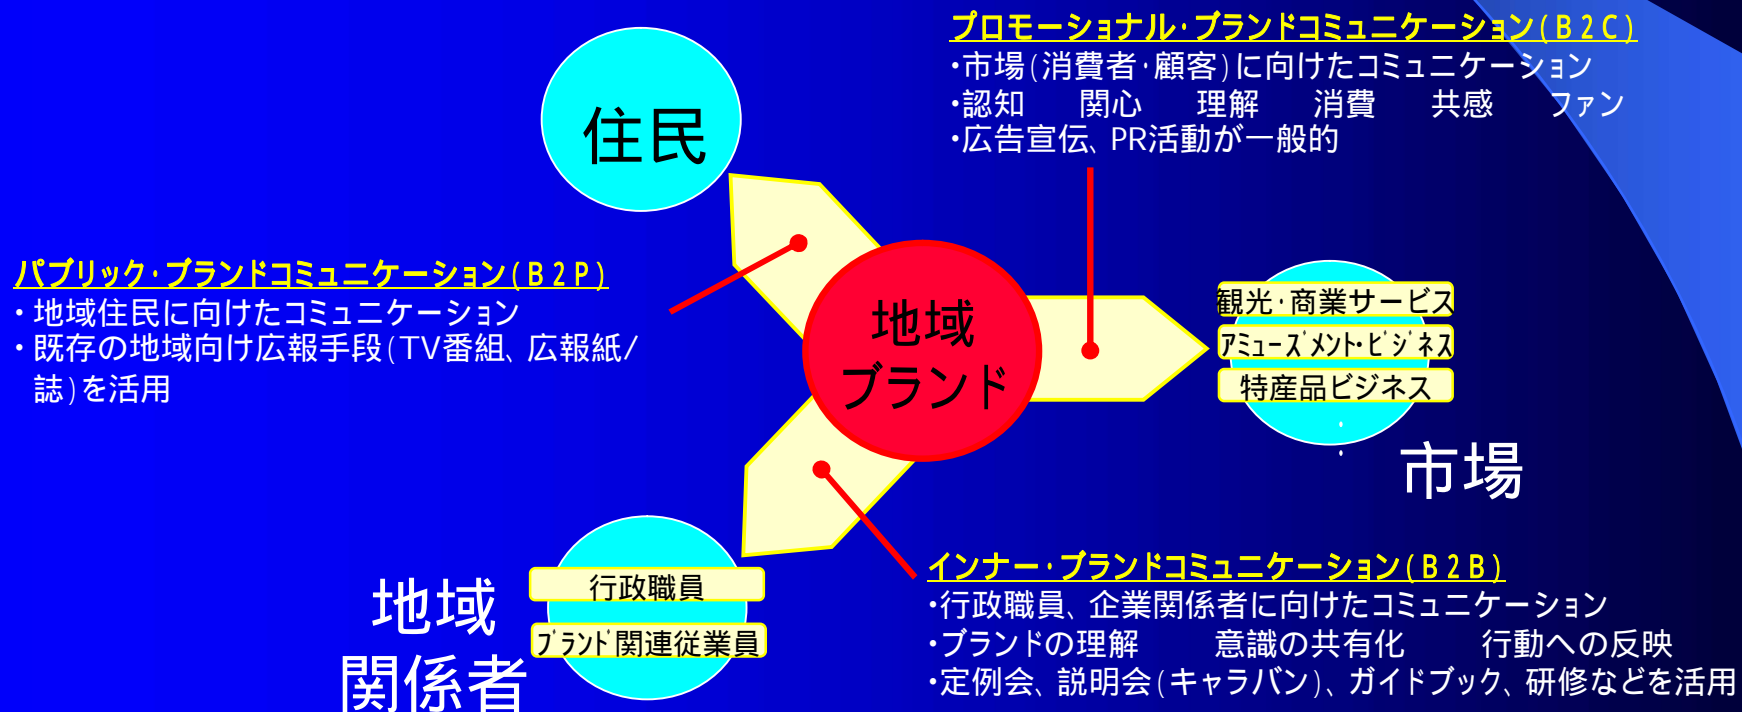 プロモーショナル・ブランドコミュニケーション(B2C)
・市場(消費者・顧客)に向けたコミュニケーション
・認知　関心　理解　消費　共感　ファン
・広告宣伝、PR活動が一般的
住民
パブリック・ブランドコミュニケーション(B2P)
・地域住民に向けたコミュニケーション
・既存の地域向け広報手段(TV番組、広報紙/
誌)を活用
地域
ブランド
観光・商業サービス
アミューズメント・ビジネス
特産品ビジネス
・
・
市場
インナー・ブランドコミュニケーション(B2B)
・行政職員、企業関係者に向けたコミュニケーション
・ブランドの理解　意識の共有化　行動への反映
・定例会、説明会(キャラバン)、ガイドブック、研修などを活用
行政職員
ブランド関連従業員
地域
関係者